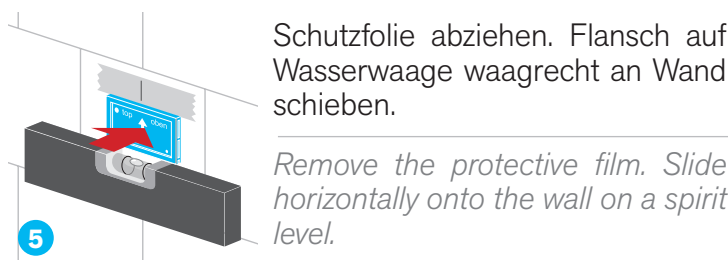 Schutzfolie abziehen. Flansch auf
Wasserwaage waagrecht an Wand
schieben.
Remove the protective film. Slide
horizontally onto the wall on a spirit
level.
top oben
5